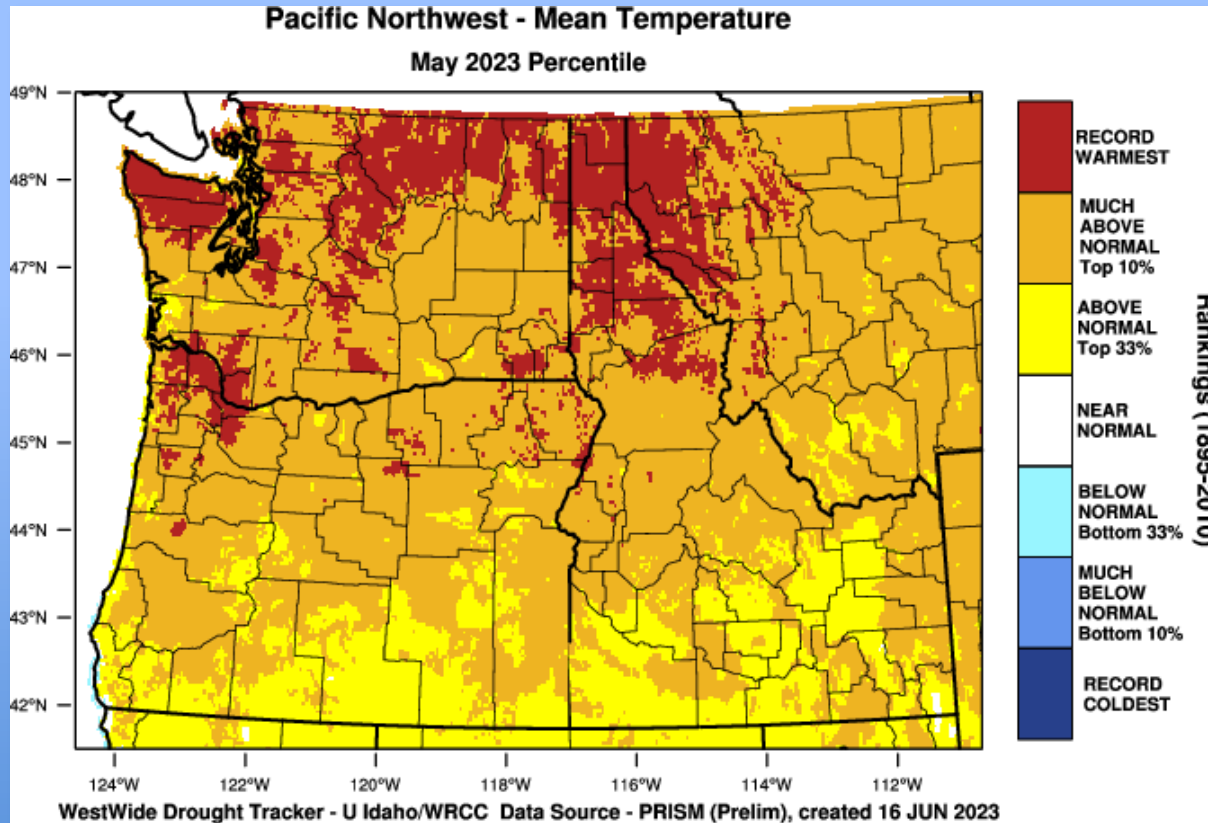 Pacific Northwest - Mean Temperature
May 2023 Percentile
49°N
48°N
47°N
46°N
45°N
44°N
43°N
42°N
124°W
122°W
120°W
118°W
116°W
114°W
112°W
RECORD
WARMEST
MUCH
ABOVE
NORMAL
Top 10%
ABOVE
NORMAL
Top 33%
NEAR
NORMAL
BELOW
NORMAL
Bottom 33%
MUCH
BELOW
NORMAL
Bottom 10%
RECORD
COLDEST
Rankings (1895-2010)
WestWide Drought Tracker - U Idaho/WRCC Data Source - PRISM (Prelim), created 16 JUN 2023